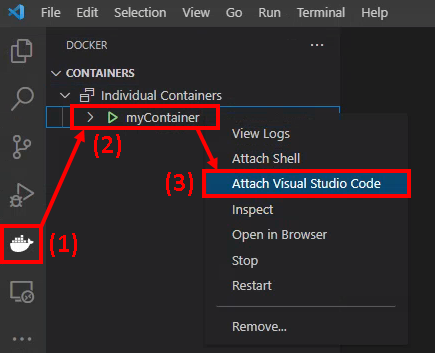 File Edit Selection View Go Run Terminal Help
DOCKER
CONTAINERS
Individual Containers
myContainer
(2)
View Logs
Attach Shell
(3)
Attach Visual Studio Code
Inspect
(1)
Open in Browser
Stop
Restart
Remove...